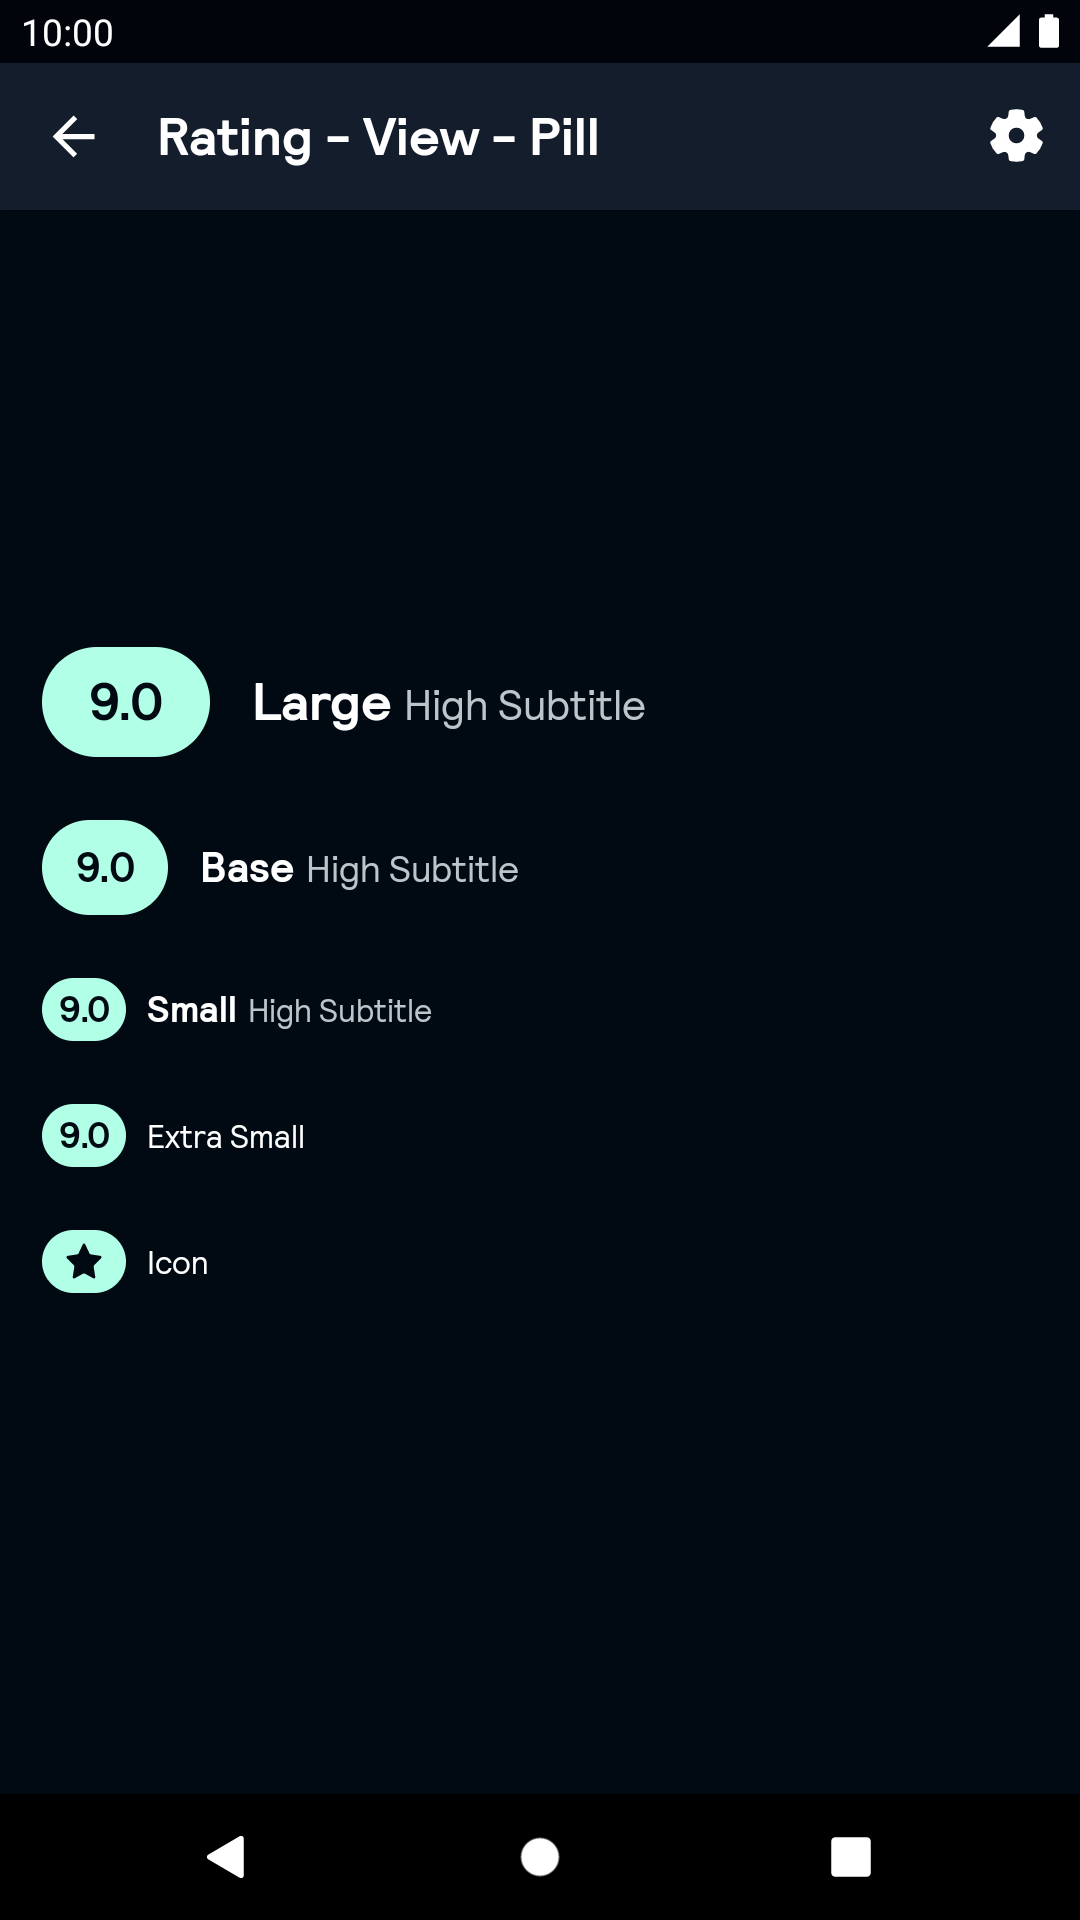 10:00
Rating - View - Pill
9.0 Large High Subtitle
9.0 Base High Subtitle
9.0 Small High Subtitle
9.0 Extra Small
Icon